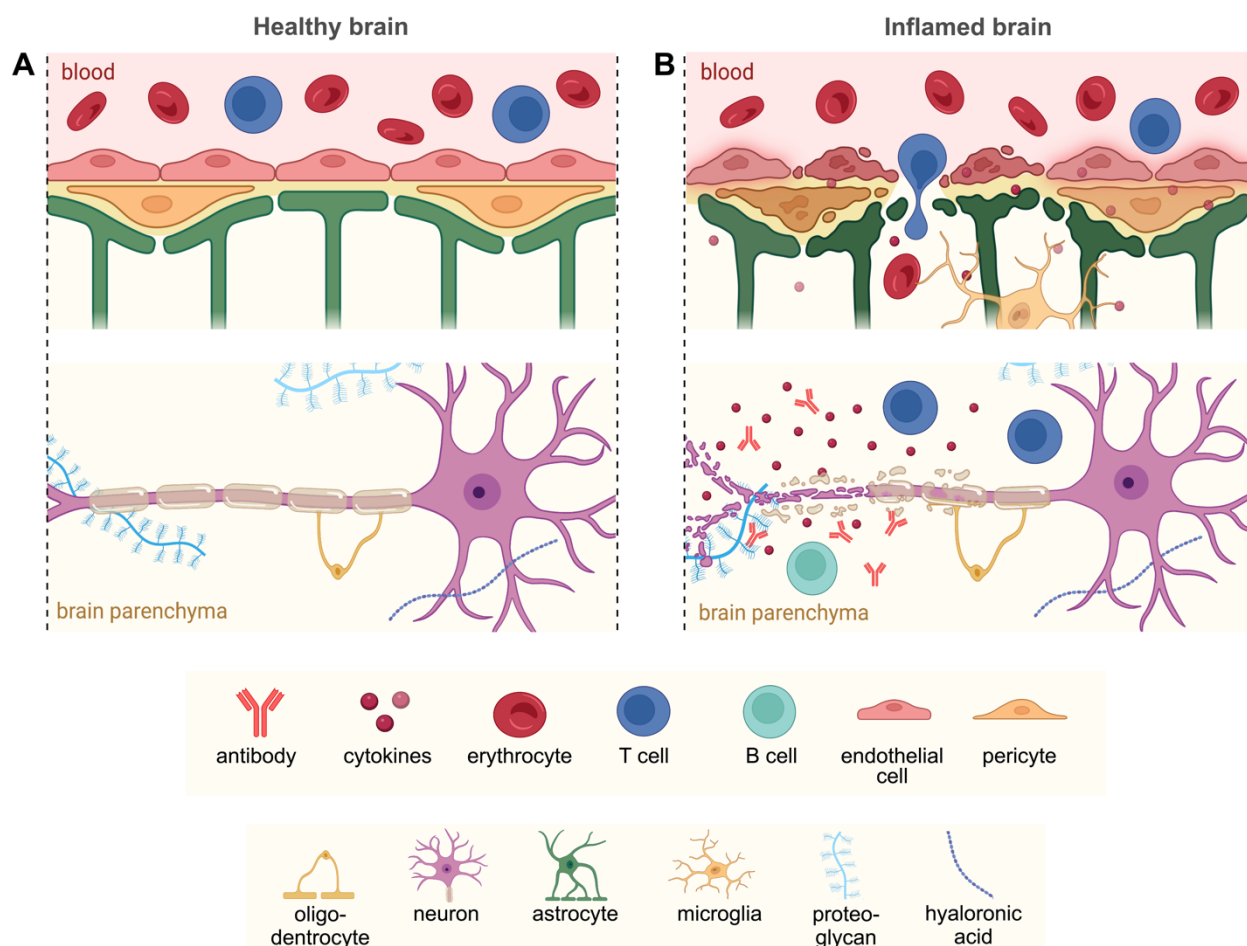 Healthy brain
Inflamed brain
A
B
blood
blood
brain parenchyma
brain parenchyma
antibody
cytokines
erythrocyte
T cell
B cell
endothelial
cell
pericyte
oligo-
dentrocyte
neuron
astrocyte
microglia
proteo-
glycan
hyaloronic
acid